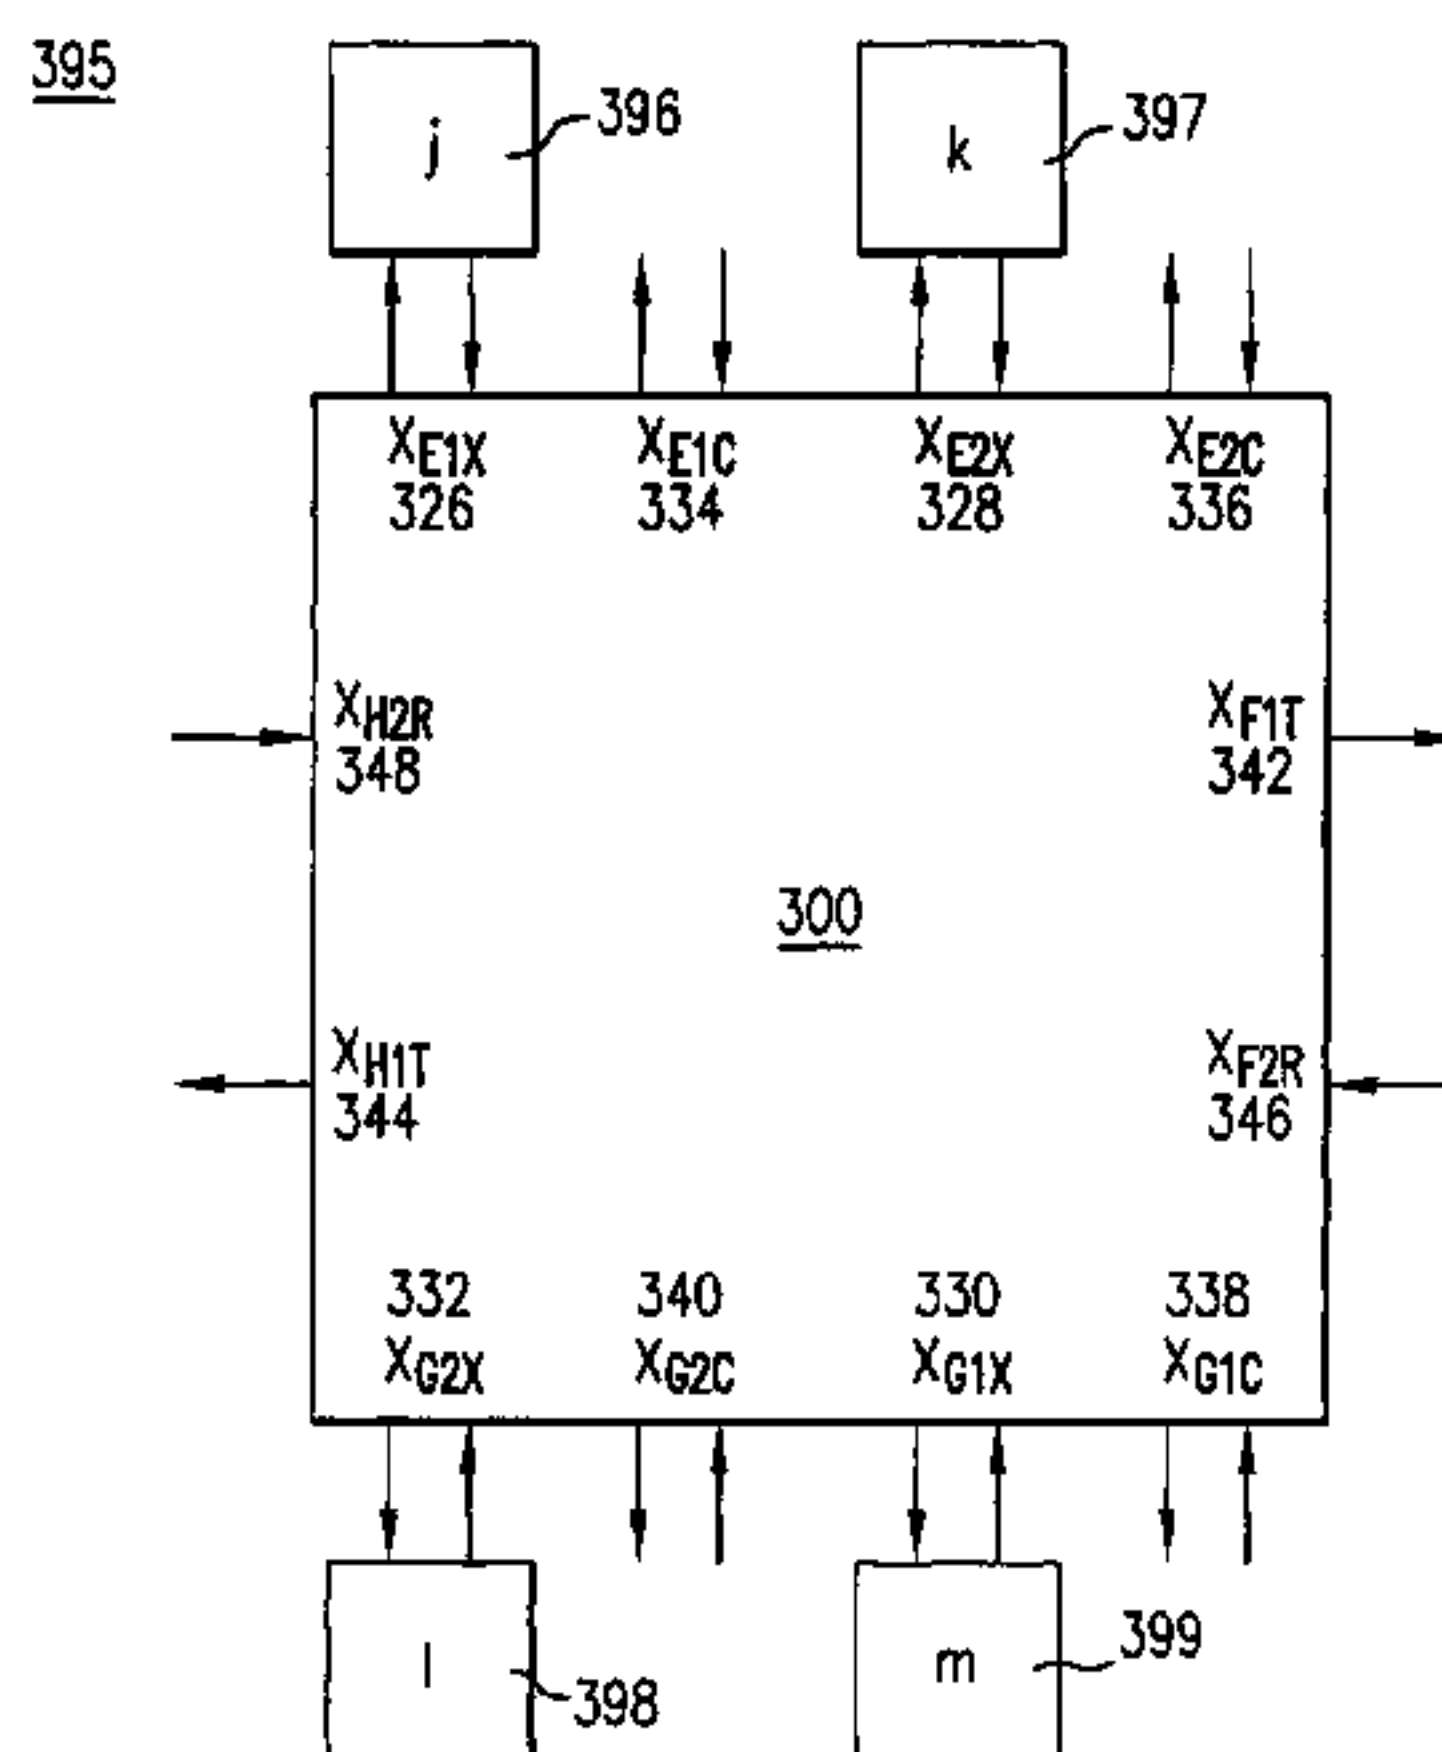 395
j
396
k
397
XE1X XE1C XE2X XE2C
326 334 328 336
XH2R XF1T
348 342
300
XH1T XF2R
344 346
332 340 330 338
XG2X XG2C XG1X XG1C
l
398
m
399